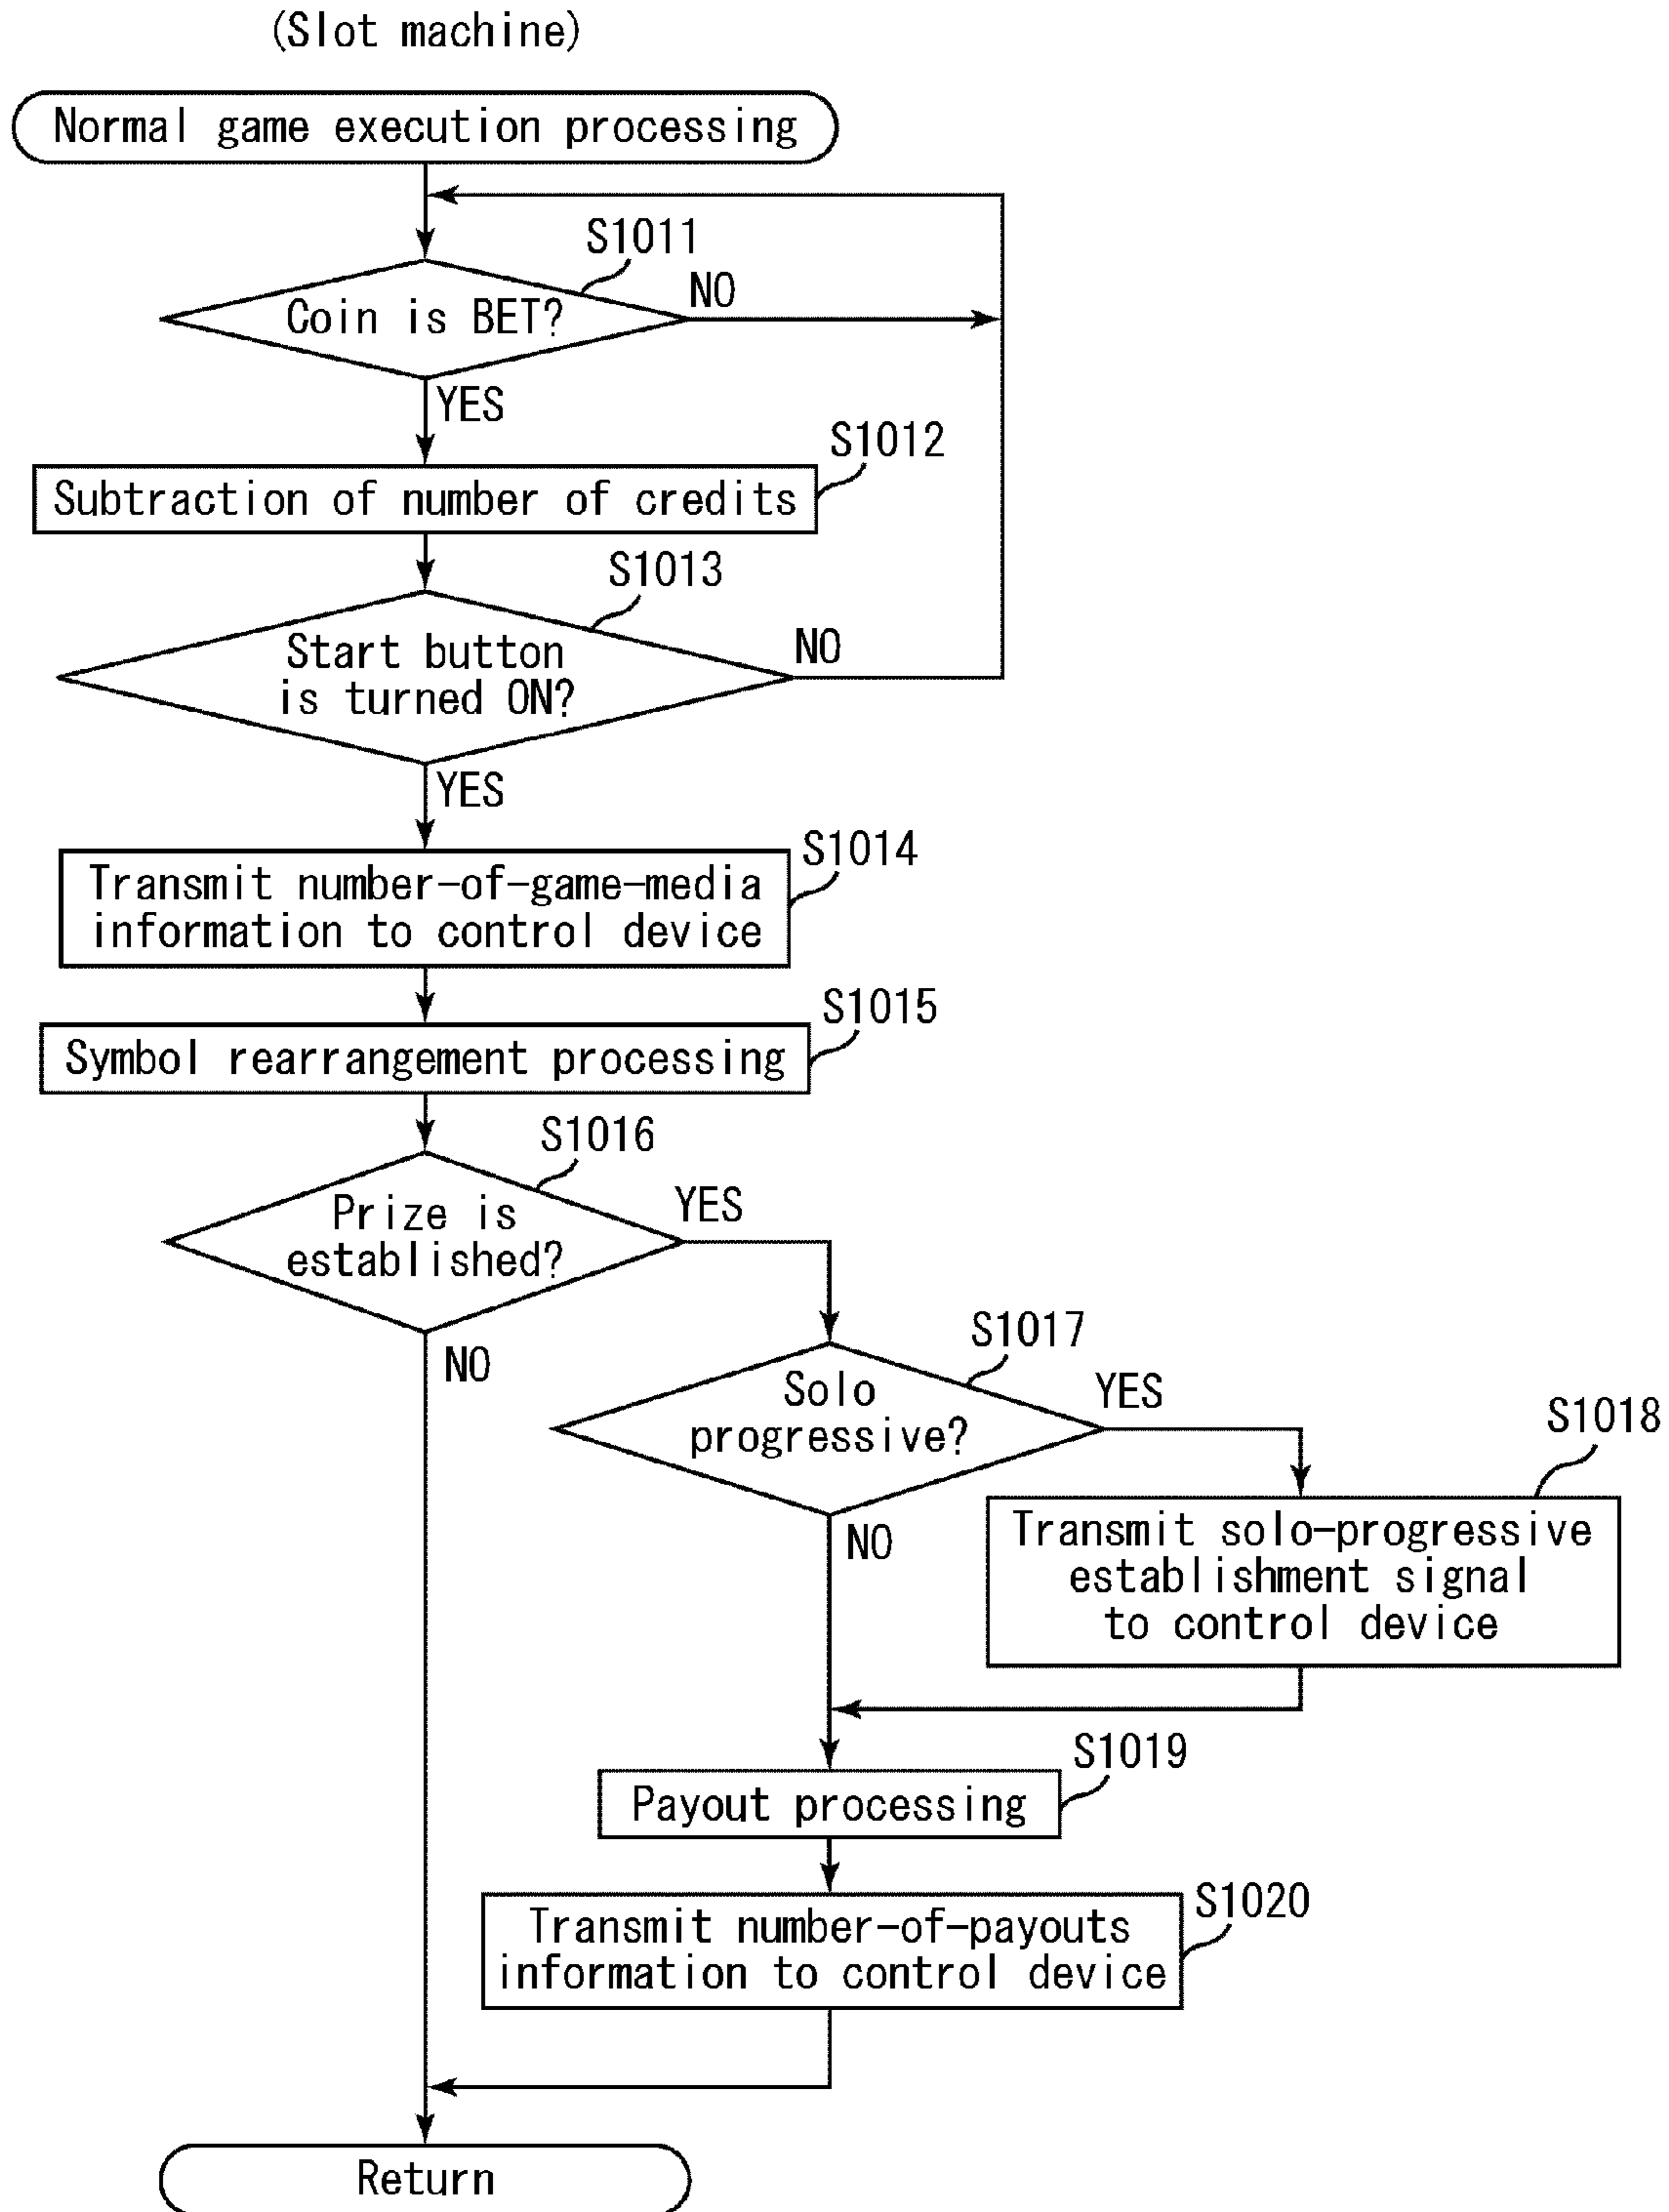 (Slot machine)
Normal game execution processing
S1011
Coin is BET?
NO
YES
S1012
Subtraction of number of credits
S1013
Start button
is turned ON?
NO
YES
S1014
Transmit number-of-game-media
information to control device
S1015
Symbol rearrangement processing
S1016
Prize is
established?
YES
NO
S1017
Solo
progressive?
YES
NO
S1018
Transmit solo-progressive
establishment signal
to control device
S1019
Payout processing
S1020
Transmit number-of-payouts
information to control device
Return